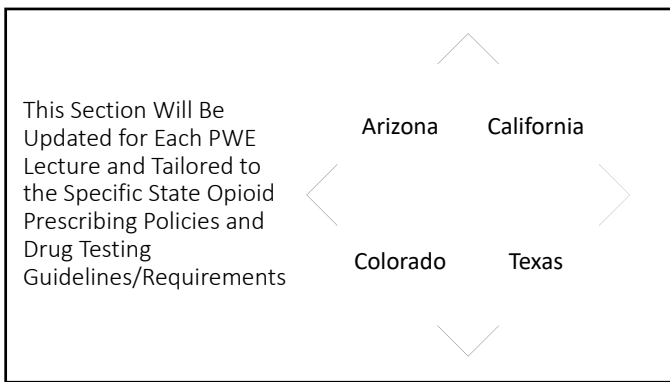 This Section Will Be
Updated for Each PWE
Lecture and Tailored to
the Specific State Opioid
Prescribing Policies and
Drug Testing
Guidelines/Requirements
Arizona California
Colorado Texas